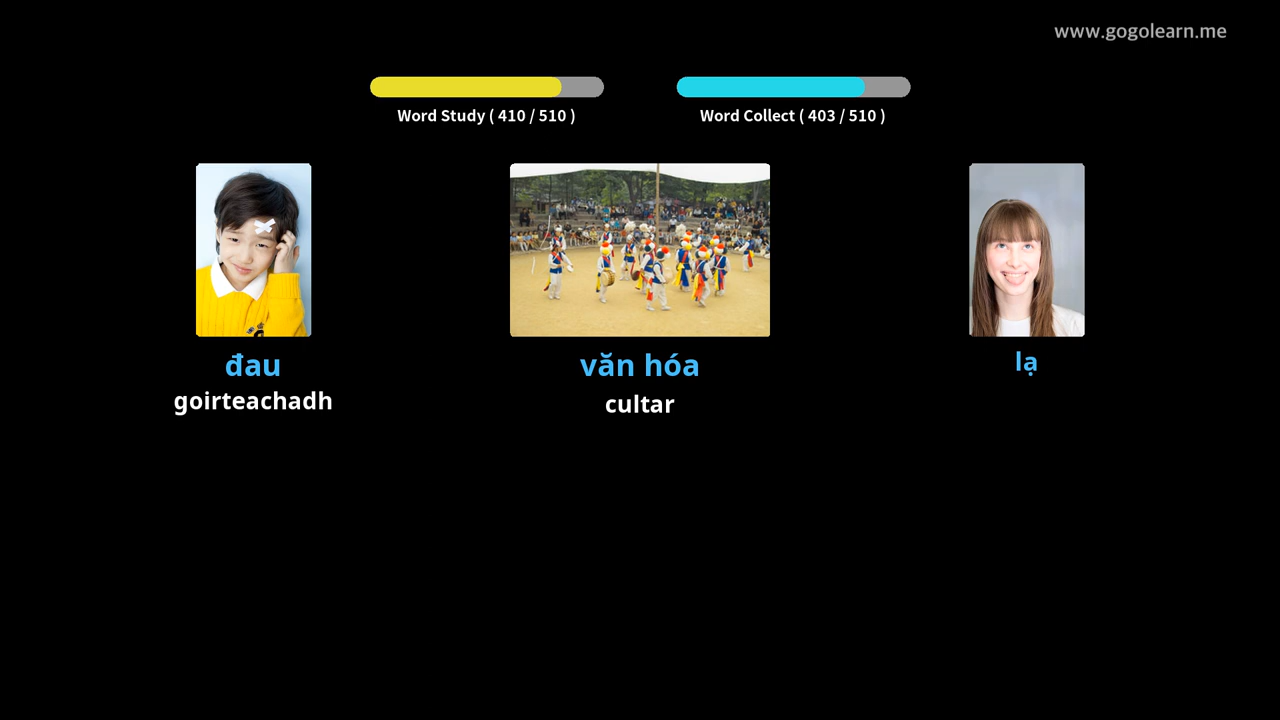 www.gogolearn.me
Word Study ( 410 / 510 )
Word Collect ( 403 / 510 )
đau
văn hóa
lạ
goirteachadh
cultar